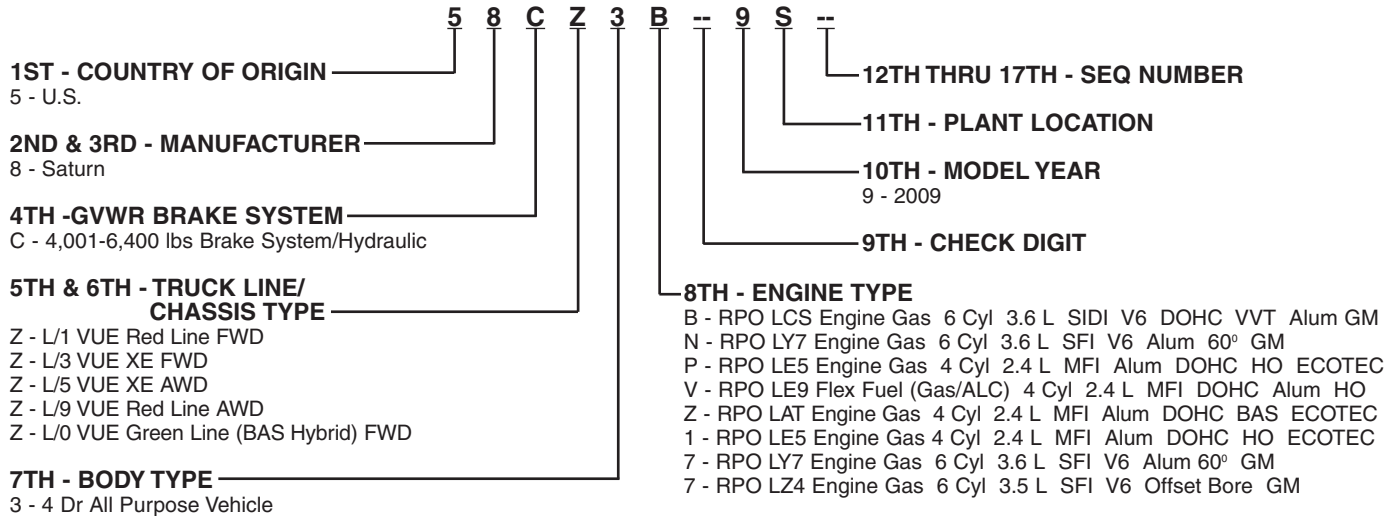 5 8 C Z 3 B -- 9 S --
1ST - COUNTRY OF ORIGIN
5 - U.S.
2ND & 3RD - MANUFACTURER
8 - Saturn
4TH -GVWR BRAKE SYSTEM
C - 4,001-6,400 lbs Brake System/Hydraulic
5TH & 6TH - TRUCK LINE/
CHASSIS TYPE
Z - L/1 VUE Red Line FWD
Z - L/3 VUE XE FWD
Z - L/5 VUE XE AWD
Z - L/9 VUE Red Line AWD
Z - L/0 VUE Green Line (BAS Hybrid) FWD
7TH - BODY TYPE
3 - 4 Dr All Purpose Vehicle
12TH THRU 17TH - SEQ NUMBER
11TH - PLANT LOCATION
10TH - MODEL YEAR
9 - 2009
9TH - CHECK DIGIT
8TH - ENGINE TYPE
B - RPO LCS Engine Gas 6 Cyl 3.6 L SIDI V6 DOHC VVT Alum GM
N - RPO LY7 Engine Gas 6 Cyl 3.6 L SFI V6 Alum 60⁰ GM
P - RPO LE5 Engine Gas 4 Cyl 2.4 L MFI Alum DOHC HO ECOTEC
V - RPO LE9 Flex Fuel (Gas/ALC) 4 Cyl 2.4 L MFI DOHC Alum HO
Z - RPO LAT Engine Gas 4 Cyl 2.4 L MFI Alum DOHC BAS ECOTEC
1 - RPO LE5 Engine Gas 4 Cyl 2.4 L MFI Alum DOHC HO ECOTEC
7 - RPO LY7 Engine Gas 6 Cyl 3.6 L SFI V6 Alum 60⁰ GM
7 - RPO LZ4 Engine Gas 6 Cyl 3.5 L SFI V6 Offset Bore GM